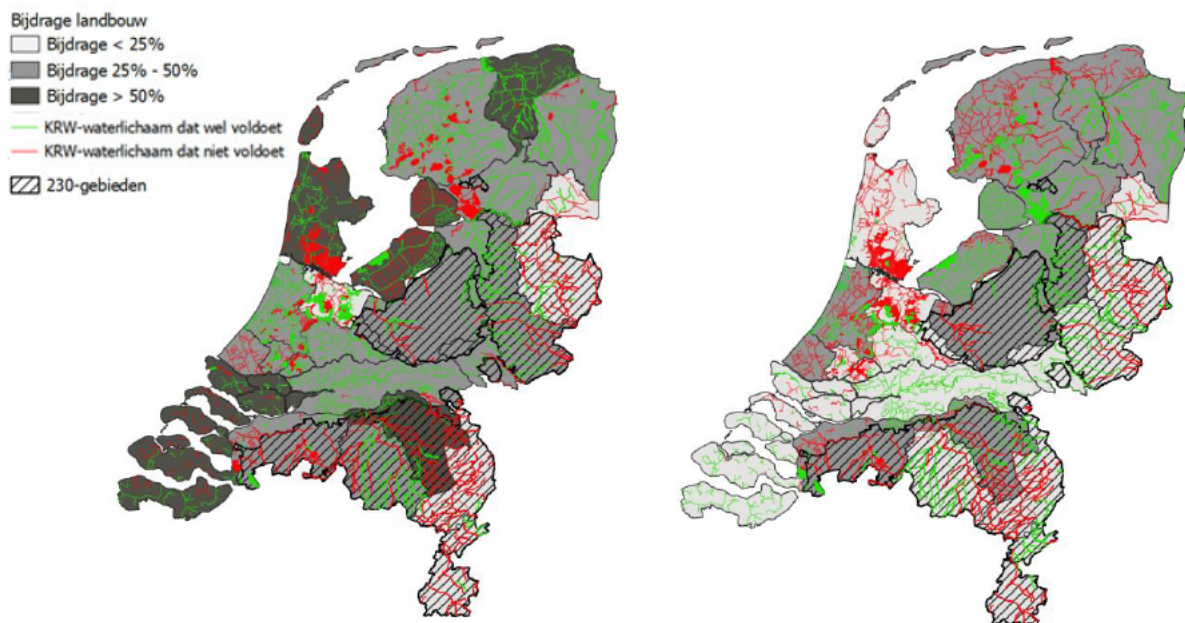 Bijdrage landbouw
Bijdrage < 25%
Bijdrage 25% - 50%
Bijdrage > 50%
KRW-waterlichaam dat wel voldoet
KRW-waterlichaam dat niet voldoet
230-gebieden